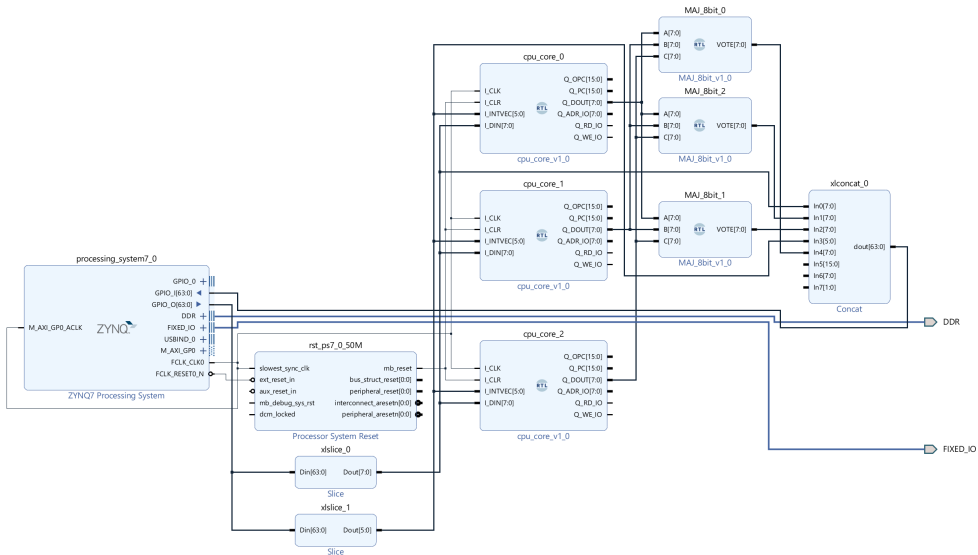 processing_system7_0
GPIO_0
GPIO_I[63:0]
GPIO_O[63:0]
DDR
FIXED_IO
USBIND_0
M_AXI_GP0
FCLK_CLK0
FCLK_RESET0_N
M_AXI_GP0_ACLK
ZYNQ
ZYNQ7 Processing System
rst_ps7_0_50M
slowest_sync_clk
ext_reset_in
aux_reset_in
mb_debug_sys_rst
dcm_locked
mb_reset
bus_struct_reset[0:0]
peripheral_reset[0:0]
interconnect_aresetn[0:0]
peripheral_aresetn[0:0]
Processor System Reset
xlslice_0
Din[63:0] Dout[7:0]
Slice
xlslice_1
Din[63:0] Dout[5:0]
Slice
cpu_core_0
I_CLK
I_CLR
I_INTVEC[5:0]
I_DIN[7:0]
RTL
Q_OPC[15:0]
Q_PC[15:0]
Q_DOUT[7:0]
Q_ADR_IO[7:0]
Q_RD_IO
Q_WE_IO
cpu_core_v1_0
cpu_core_1
I_CLK
I_CLR
I_INTVEC[5:0]
I_DIN[7:0]
RTL
Q_OPC[15:0]
Q_PC[15:0]
Q_DOUT[7:0]
Q_ADR_IO[7:0]
Q_RD_IO
Q_WE_IO
cpu_core_v1_0
cpu_core_2
I_CLK
I_CLR
I_INTVEC[5:0]
I_DIN[7:0]
RTL
Q_OPC[15:0]
Q_PC[15:0]
Q_DOUT[7:0]
Q_ADR_IO[7:0]
Q_RD_IO
Q_WE_IO
cpu_core_v1_0
MAJ_8bit_0
A[7:0]
B[7:0]
C[7:0]
RTL
VOTE[7:0]
MAJ_8bit_v1_0
MAJ_8bit_2
A[7:0]
B[7:0]
C[7:0]
RTL
VOTE[7:0]
MAJ_8bit_v1_0
MAJ_8bit_1
A[7:0]
B[7:0]
C[7:0]
RTL
VOTE[7:0]
MAJ_8bit_v1_0
xlconcat_0
In0[7:0]
In1[7:0]
In2[7:0]
In3[5:0]
In4[7:0]
In5[15:0]
In6[7:0]
In7[1:0]
dout[63:0]
Concat
DDR
FIXED_IO